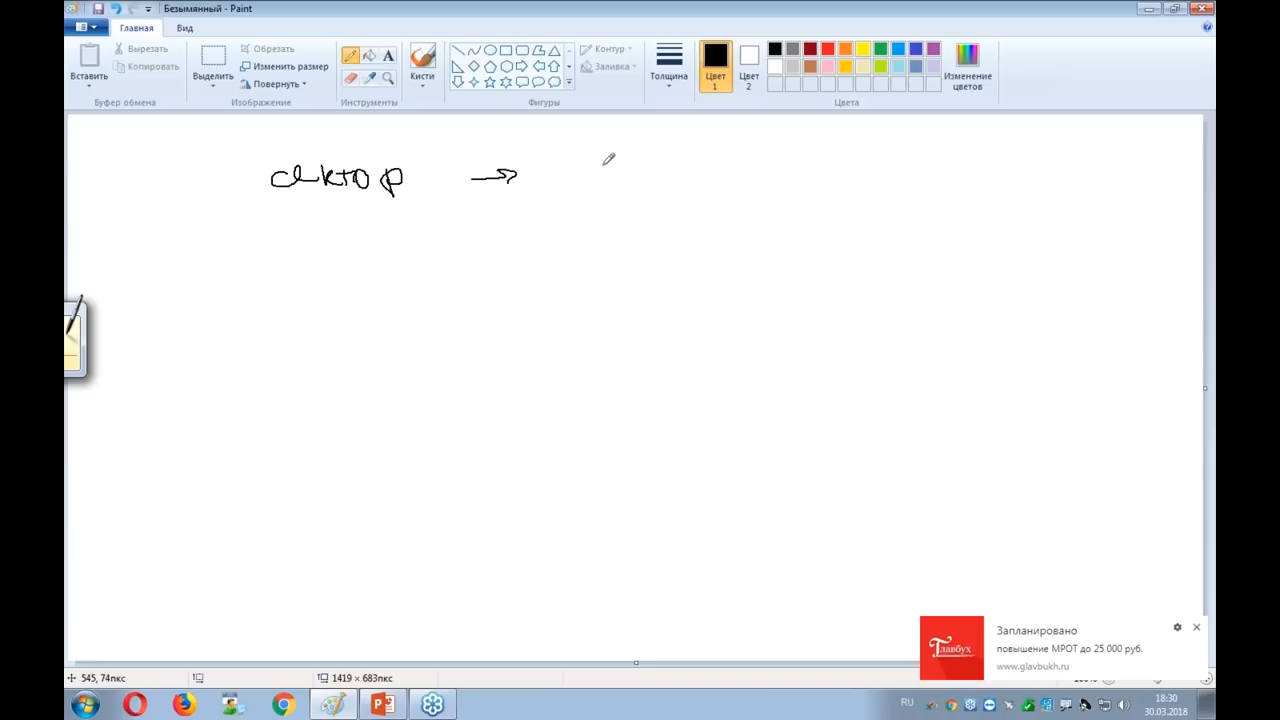 Безымянный - Paint
Главная Вид
Вставить
Вырезать
Копировать
Буфер обмена
Выделить
Обрезать
Изменить размер
Повернуть
Изображение
Инструменты
Кисти
Фигуры
Контур
Заливка
Толщина
Цвет 1
Цвет 2
Изменение цветов
Цвета
сектор →
Главбух
Запланировано
повышение МРОТ до 25 000 руб.
www.glavbukh.ru
545, 74пкс
1419 × 683пкс
RU
18:30
30.03.2018